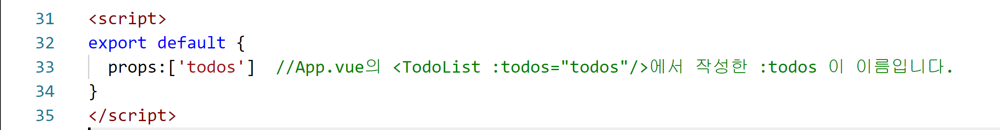 31 <script>
32 export default {
33 props:['todos'] //App.vue의 <TodoList :todos="todos"/>에서 작성한 :todos 이 이름입니다.
34 }
35 </script>